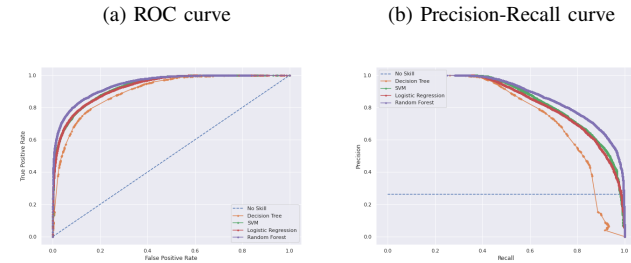 (a) ROC curve
(b) Precision-Recall curve
1.0
0.8
0.6
0.4
0.2
0.0
True Positive Rate
0.0 0.2 0.4 0.6 0.8 1.0
False Positive Rate
No Skill
Decision Tree
SVM
Logistic Regression
Random Forest
1.0
0.8
0.6
0.4
0.2
0.0
Precision
0.0 0.2 0.4 0.6 0.8 1.0
Recall
No Skill
Decision Tree
SVM
Logistic Regression
Random Forest